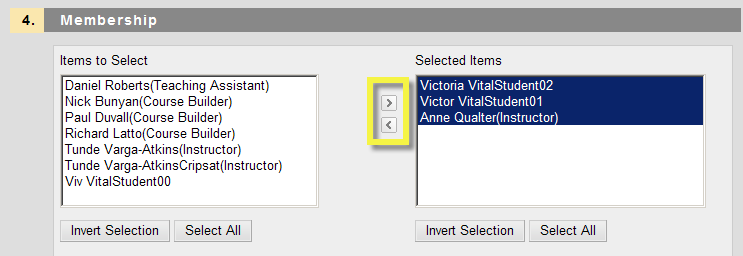 4. Membership
Items to Select
Daniel Roberts(Teaching Assistant)
Nick Bunyan(Course Builder)
Paul Duvall(Course Builder)
Richard Latto(Course Builder)
Tunde Varga-Atkins(Instructor)
Tunde Varga-AtkinsCripsat(Instructor)
Viv VitalStudent00
Invert Selection
Select All
>
<
Selected Items
Victoria VitalStudent02
Victor VitalStudent01
Anne Qualter(Instructor)
Invert Selection
Select All